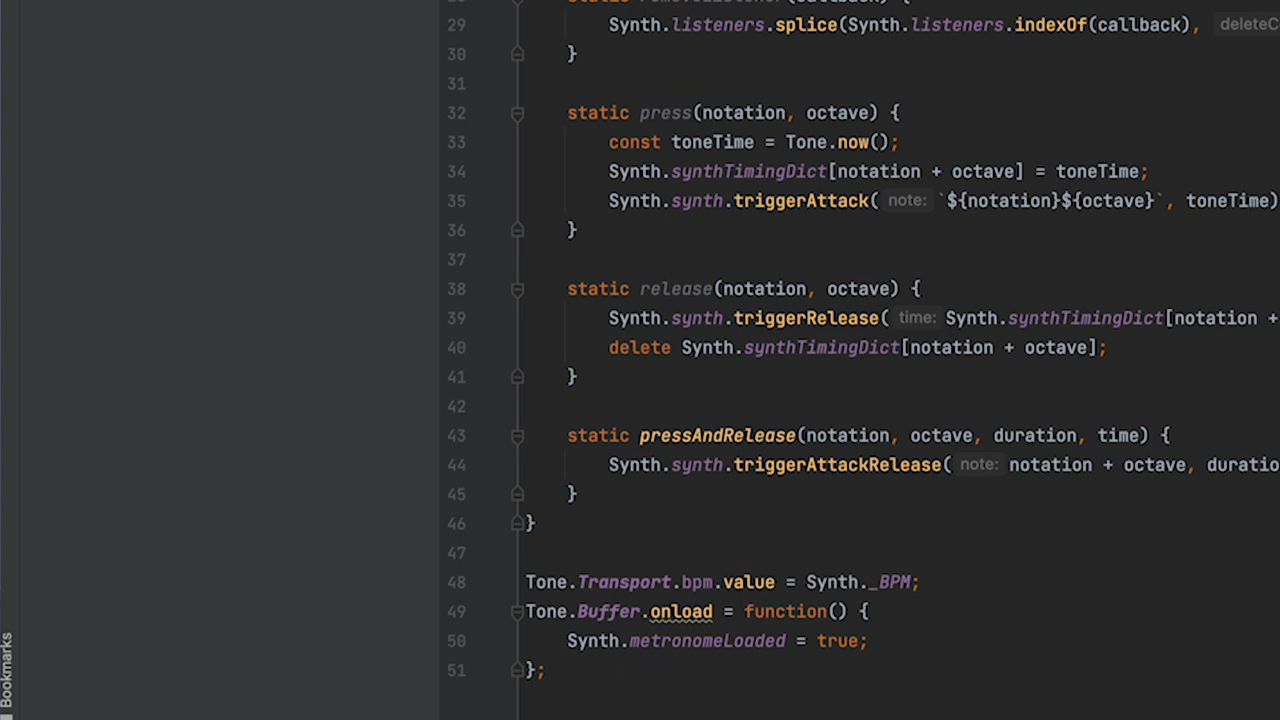 29 Synth.listeners.splice(Synth.listeners.indexOf(callback), deleteC
30 }
31
32 static press(notation, octave) {
33 const toneTime = Tone.now();
34 Synth.synthTimingDict[notation + octave] = toneTime;
35 Synth.synth.triggerAttack( note: `${notation}${octave}`, toneTime)
36 }
37
38 static release(notation, octave) {
39 Synth.synth.triggerRelease( time: Synth.synthTimingDict[notation +
40 delete Synth.synthTimingDict[notation + octave];
41 }
42
43 static pressAndRelease(notation, octave, duration, time) {
44 Synth.synth.triggerAttackRelease( note: notation + octave, duratio
45 }
46 }
47
48 Tone.Transport.bpm.value = Synth._BPM;
49 Tone.Buffer.onload = function() {
50 Synth.metronomeLoaded = true;
51 };
Bookmarks